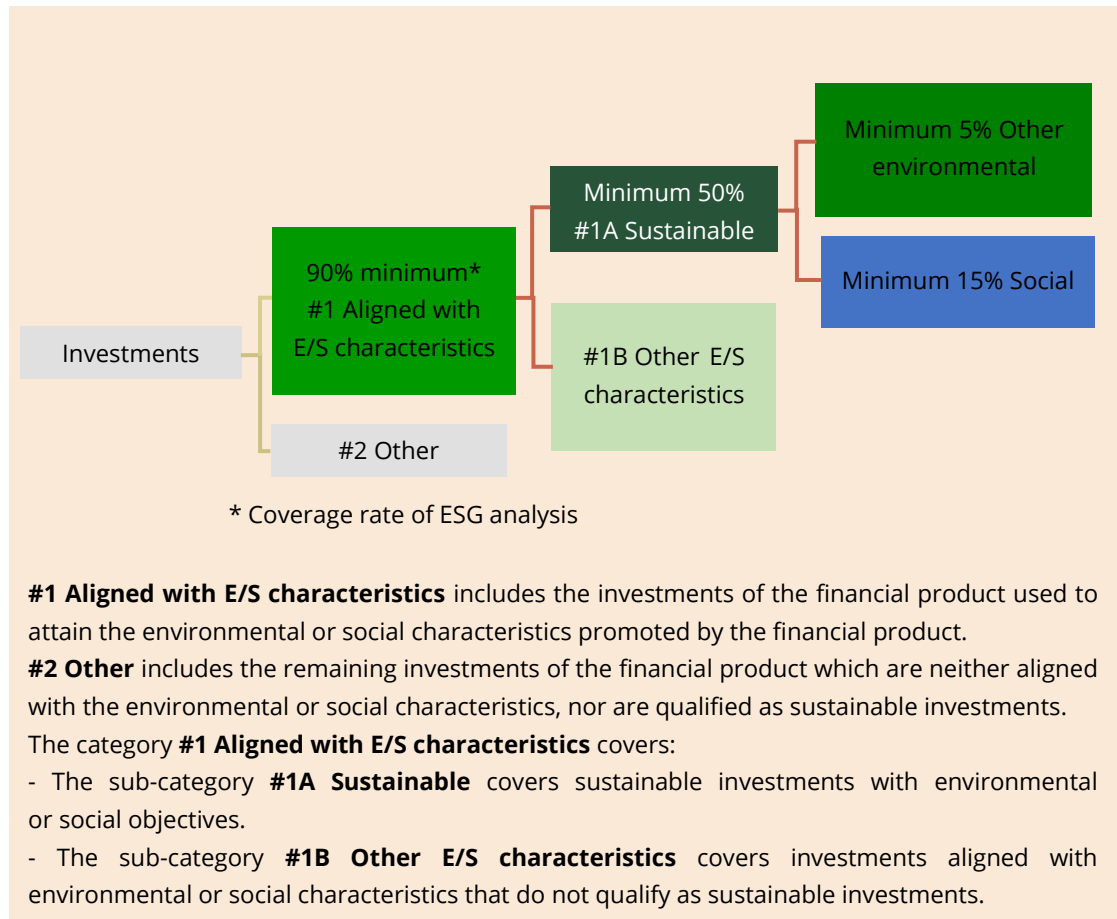 Minimum 5% Other
environmental
Minimum 50%
#1A Sustainable
Minimum 15% Social
90% minimum*
#1 Aligned with
E/S characteristics
Investments
#1B Other E/S
characteristics
#2 Other
* Coverage rate of ESG analysis
#1 Aligned with E/S characteristics includes the investments of the financial product used to
attain the environmental or social characteristics promoted by the financial product.
#2 Other includes the remaining investments of the financial product which are neither aligned
with the environmental or social characteristics, nor are qualified as sustainable investments.
The category #1 Aligned with E/S characteristics covers:
- The sub-category #1A Sustainable covers sustainable investments with environmental
or social objectives.
- The sub-category #1B Other E/S characteristics covers investments aligned with
environmental or social characteristics that do not qualify as sustainable investments.